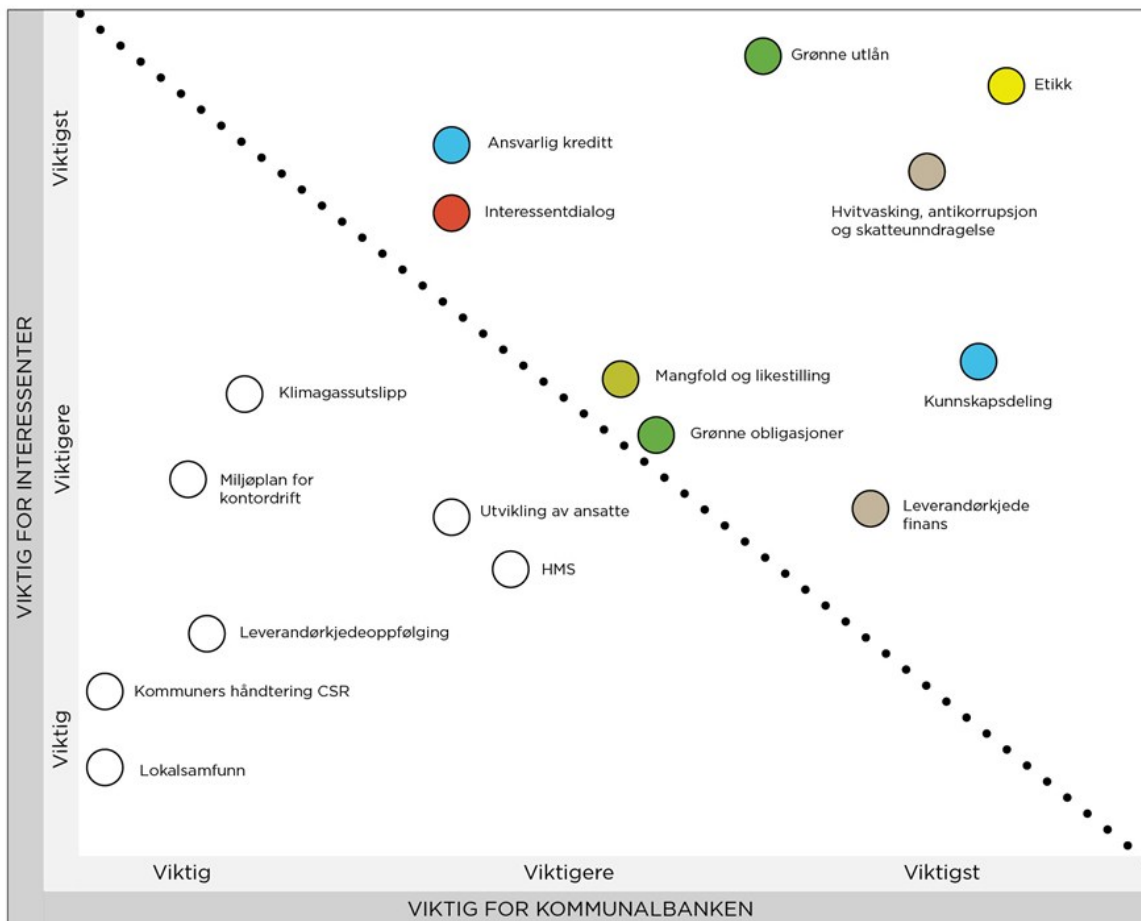 VIKTIG FOR INTERESSENTER
Viktigst
Viktigere
Viktig
Grønne utlån
Etikk
Ansvarlig kreditt
Interessentdialog
Hvitvasking, antikorrupsjon
og skatteunndragelse
Klimagassutslipp
Mangfold og likestilling
Kunnskapsdeling
Grønne obligasjoner
Miljøplan for
kontordrift
Utvikling av ansatte
Leverandørkjede
finans
HMS
Leverandørkjedeoppfølging
Kommuners håndtering CSR
Lokalsamfunn
Viktig
Viktigere
Viktigst
VIKTIG FOR KOMMUNALBANKEN